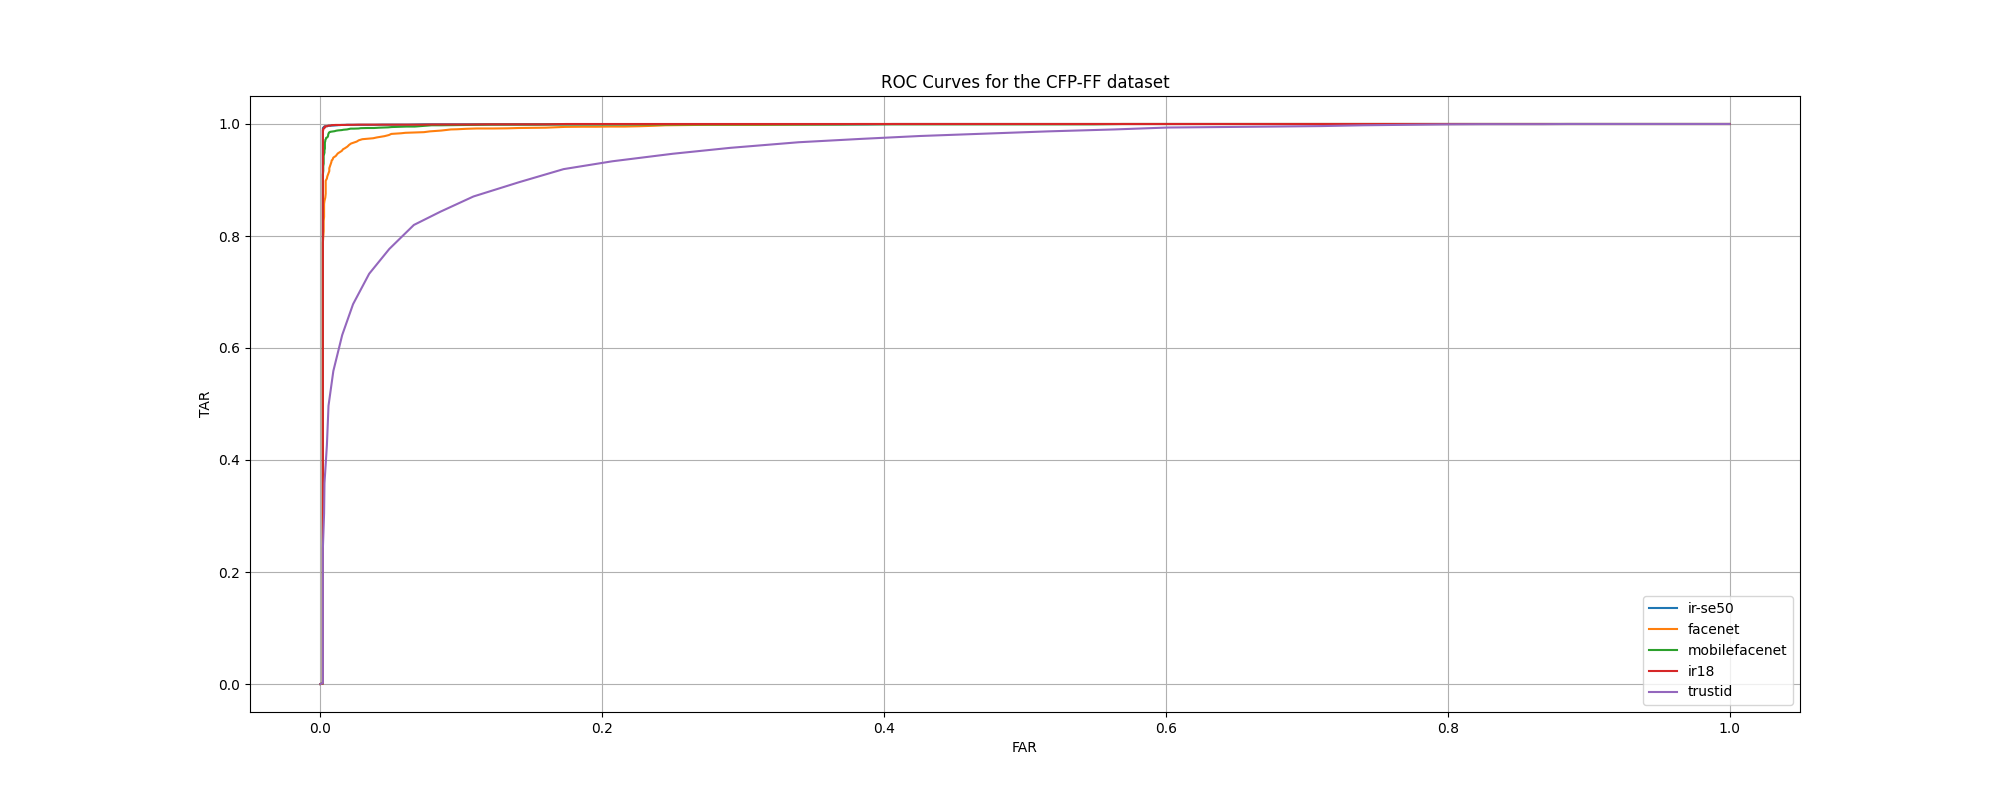 ROC Curves for the CFP-FF dataset
1.0
0.8
0.6
0.4
0.2
0.0
TAR
0.0
0.2
0.4
0.6
0.8
1.0
FAR
ir-se50
facenet
mobilefacenet
ir18
trustid